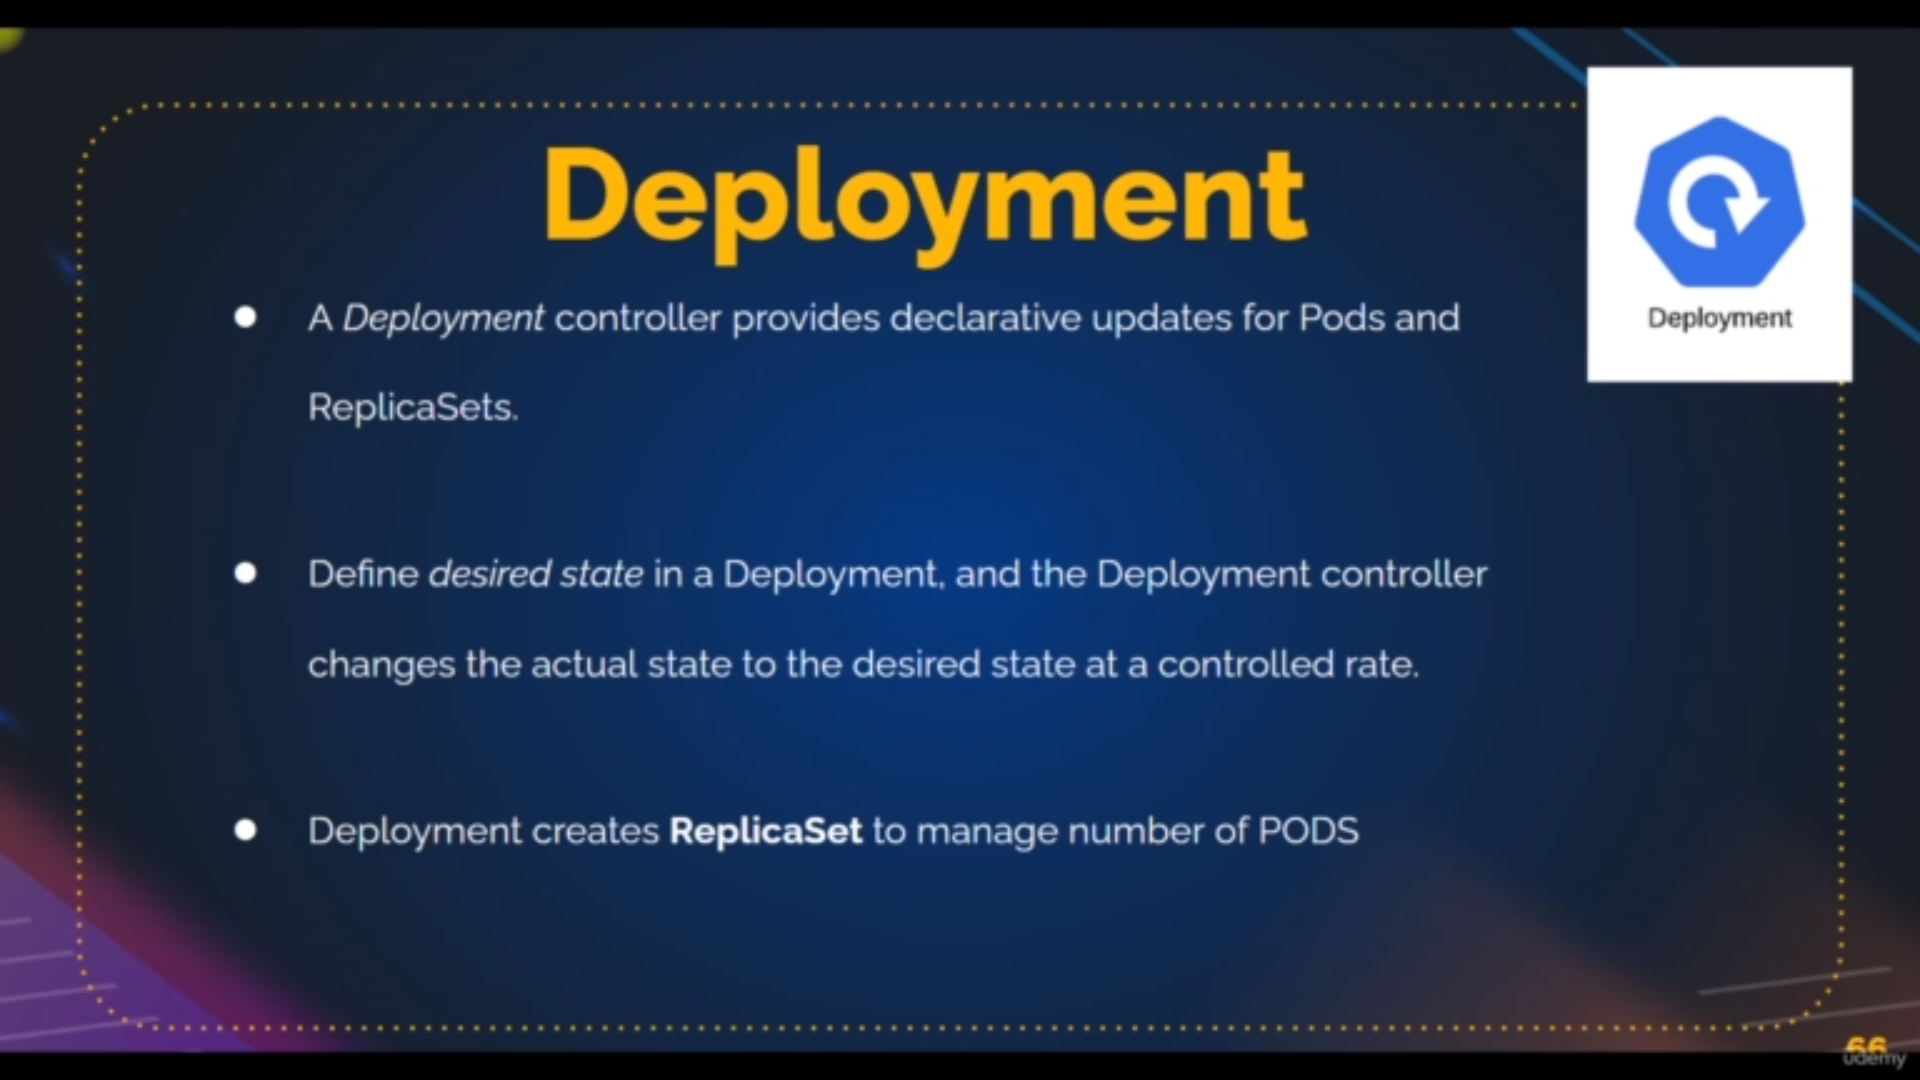 Deployment
Deployment
● A Deployment controller provides declarative updates for Pods and
ReplicaSets.
● Define desired state in a Deployment, and the Deployment controller
changes the actual state to the desired state at a controlled rate.
● Deployment creates ReplicaSet to manage number of PODS
66
udemy